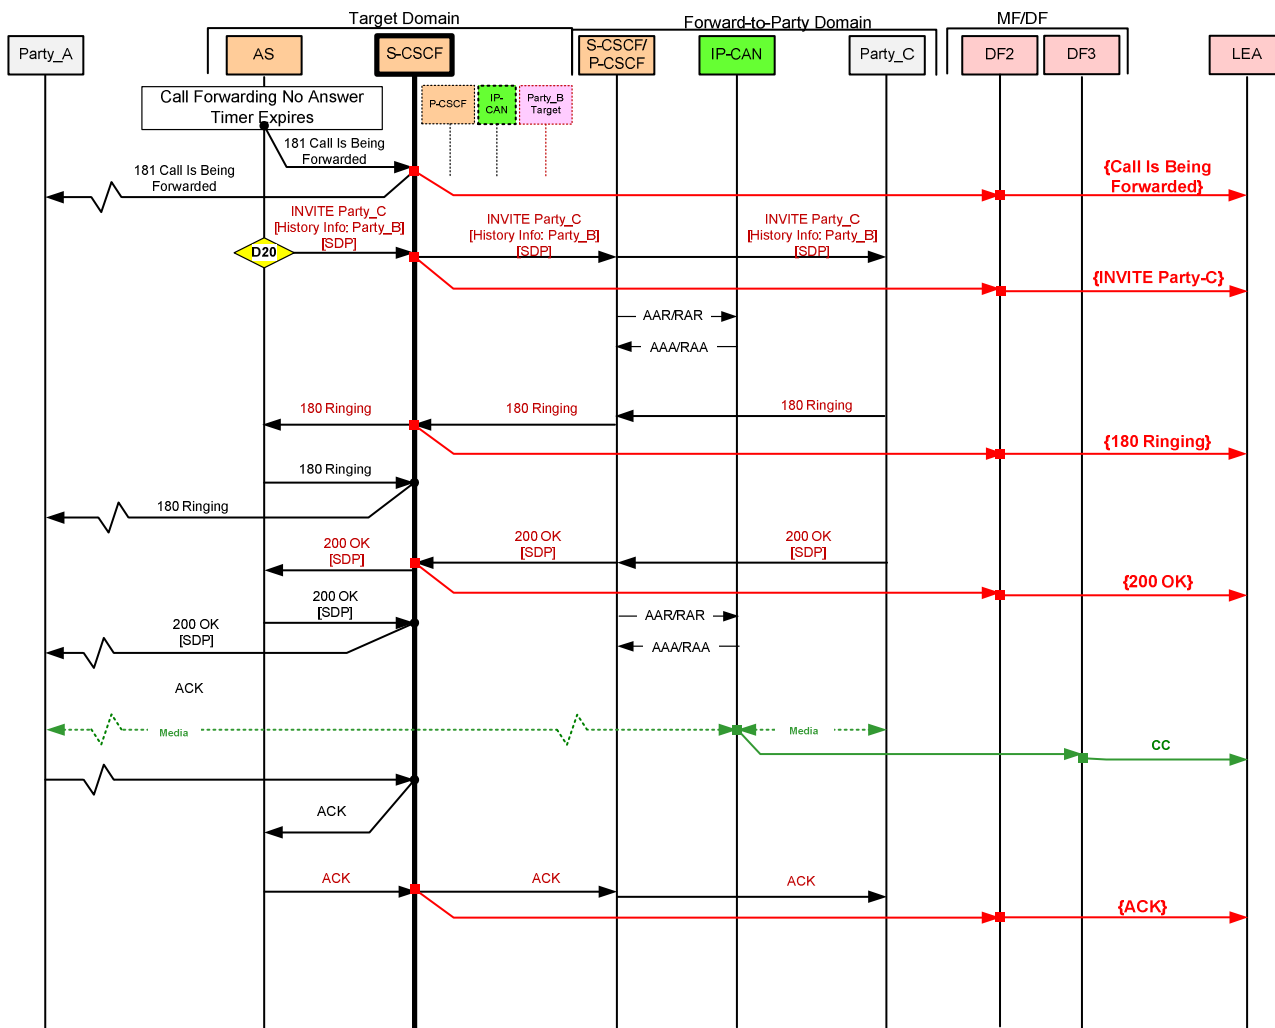 Target Domain
Forward-to-Party Domain
MF/DF
Party_A
AS
S-CSCF
S-CSCF/
P-CSCF
IP-CAN
Party_C
DF2
DF3
LEA
Call Forwarding No Answer
Timer Expires
P-CSCF
IP-
CAN
Party_B
Target
181 Call Is Being
Forwarded
181 Call Is Being
Forwarded
{Call Is Being
Forwarded}
INVITE Party_C
[History Info: Party_B]
[SDP]
INVITE Party_C
[History Info: Party_B]
[SDP]
INVITE Party_C
[History Info: Party_B]
[SDP]
D20
{INVITE Party-C}
AAR/RAR
AAA/RAA
180 Ringing
180 Ringing
180 Ringing
{180 Ringing}
180 Ringing
180 Ringing
200 OK
[SDP]
200 OK
[SDP]
200 OK
[SDP]
{200 OK}
200 OK
[SDP]
AAR/RAR
200 OK
[SDP]
AAA/RAA
ACK
Media
Media
CC
ACK
ACK
ACK
ACK
{ACK}